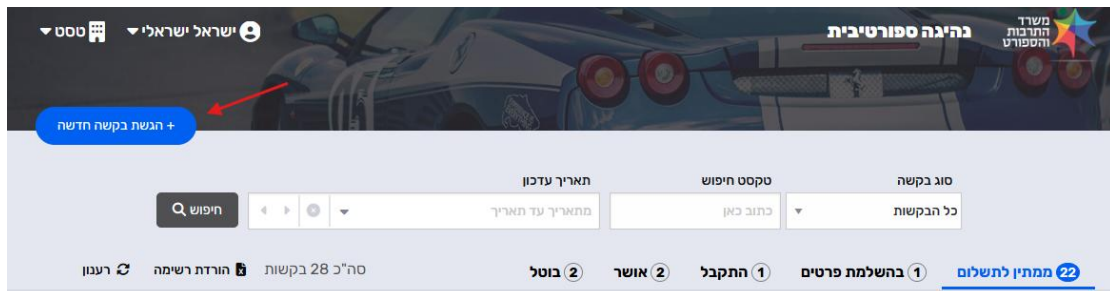 משרד
התרבות
והספורט
נהיגה ספורטיבית
ישראל ישראלי
טסט
+ הגשת בקשה חדשה
סוג בקשה
טקסט חיפוש
תאריך עדכון
כל הבקשות
כתוב כאן
מתאריך עד תאריך
חיפוש
22 ממתין לתשלום
1 בהשלמת פרטים
1 התקבל
2 אושר
2 בוטל
סה"כ 28 בקשות
הורדת רשימה
רענון